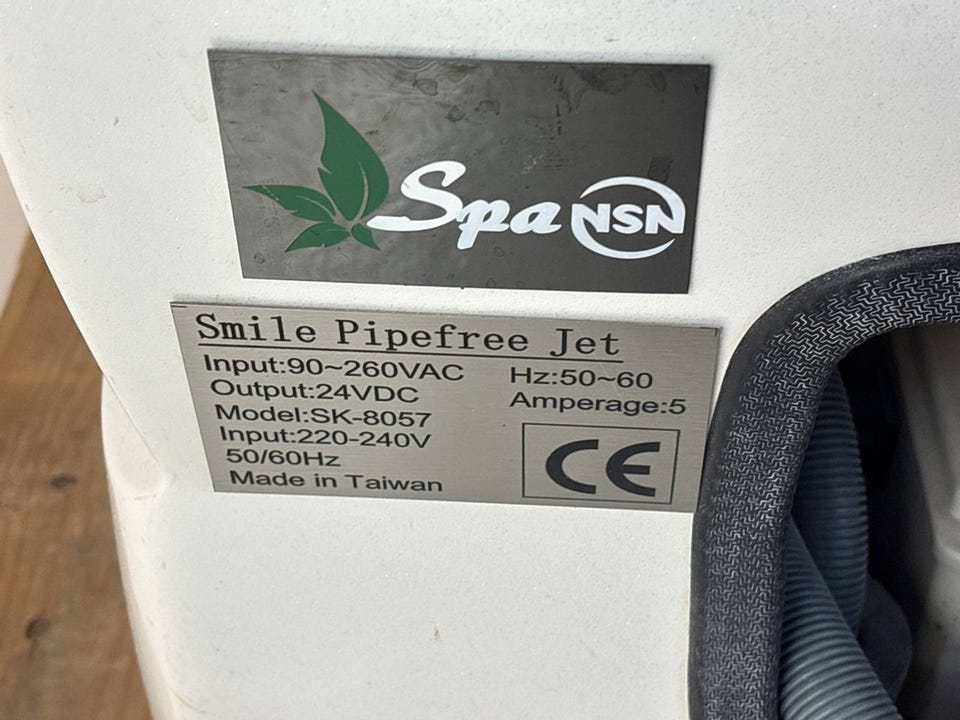 Spa NSN
Smile Pipefree Jet
Input:90~260VAC Hz:50~60
Output:24VDC Amperage:5
Model:SK-8057
Input:220-240V
50/60Hz
Made in Taiwan
CE